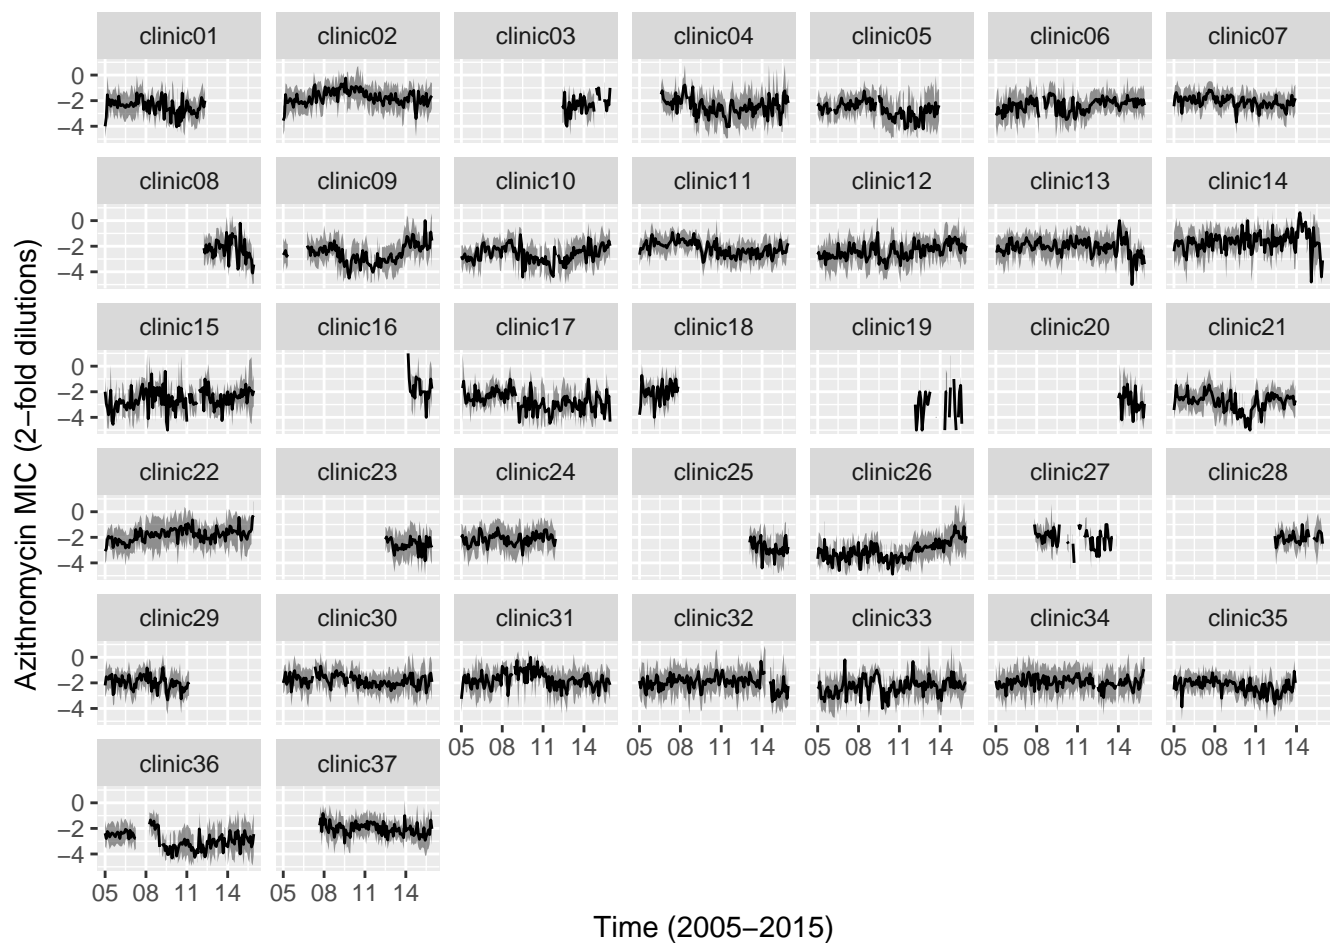 clinic01 clinic02 clinic03 clinic04 clinic05 clinic06 clinic07
0
−2
−4
clinic08 clinic09 clinic10 clinic11 clinic12 clinic13 clinic14
0
−2
−4
clinic15 clinic16 clinic17 clinic18 clinic19 clinic20 clinic21
0
−2
−4
clinic22 clinic23 clinic24 clinic25 clinic26 clinic27 clinic28
0
−2
−4
clinic29 clinic30 clinic31 clinic32 clinic33 clinic34 clinic35
0
−2
−4
05 08 11 14 05 08 11 14 05 08 11 14 05 08 11 14 05 08 11 14
clinic36 clinic37
0
−2
−4
05 08 11 14 05 08 11 14
Time (2005−2015)
Azithromycin MIC (2−fold dilutions)